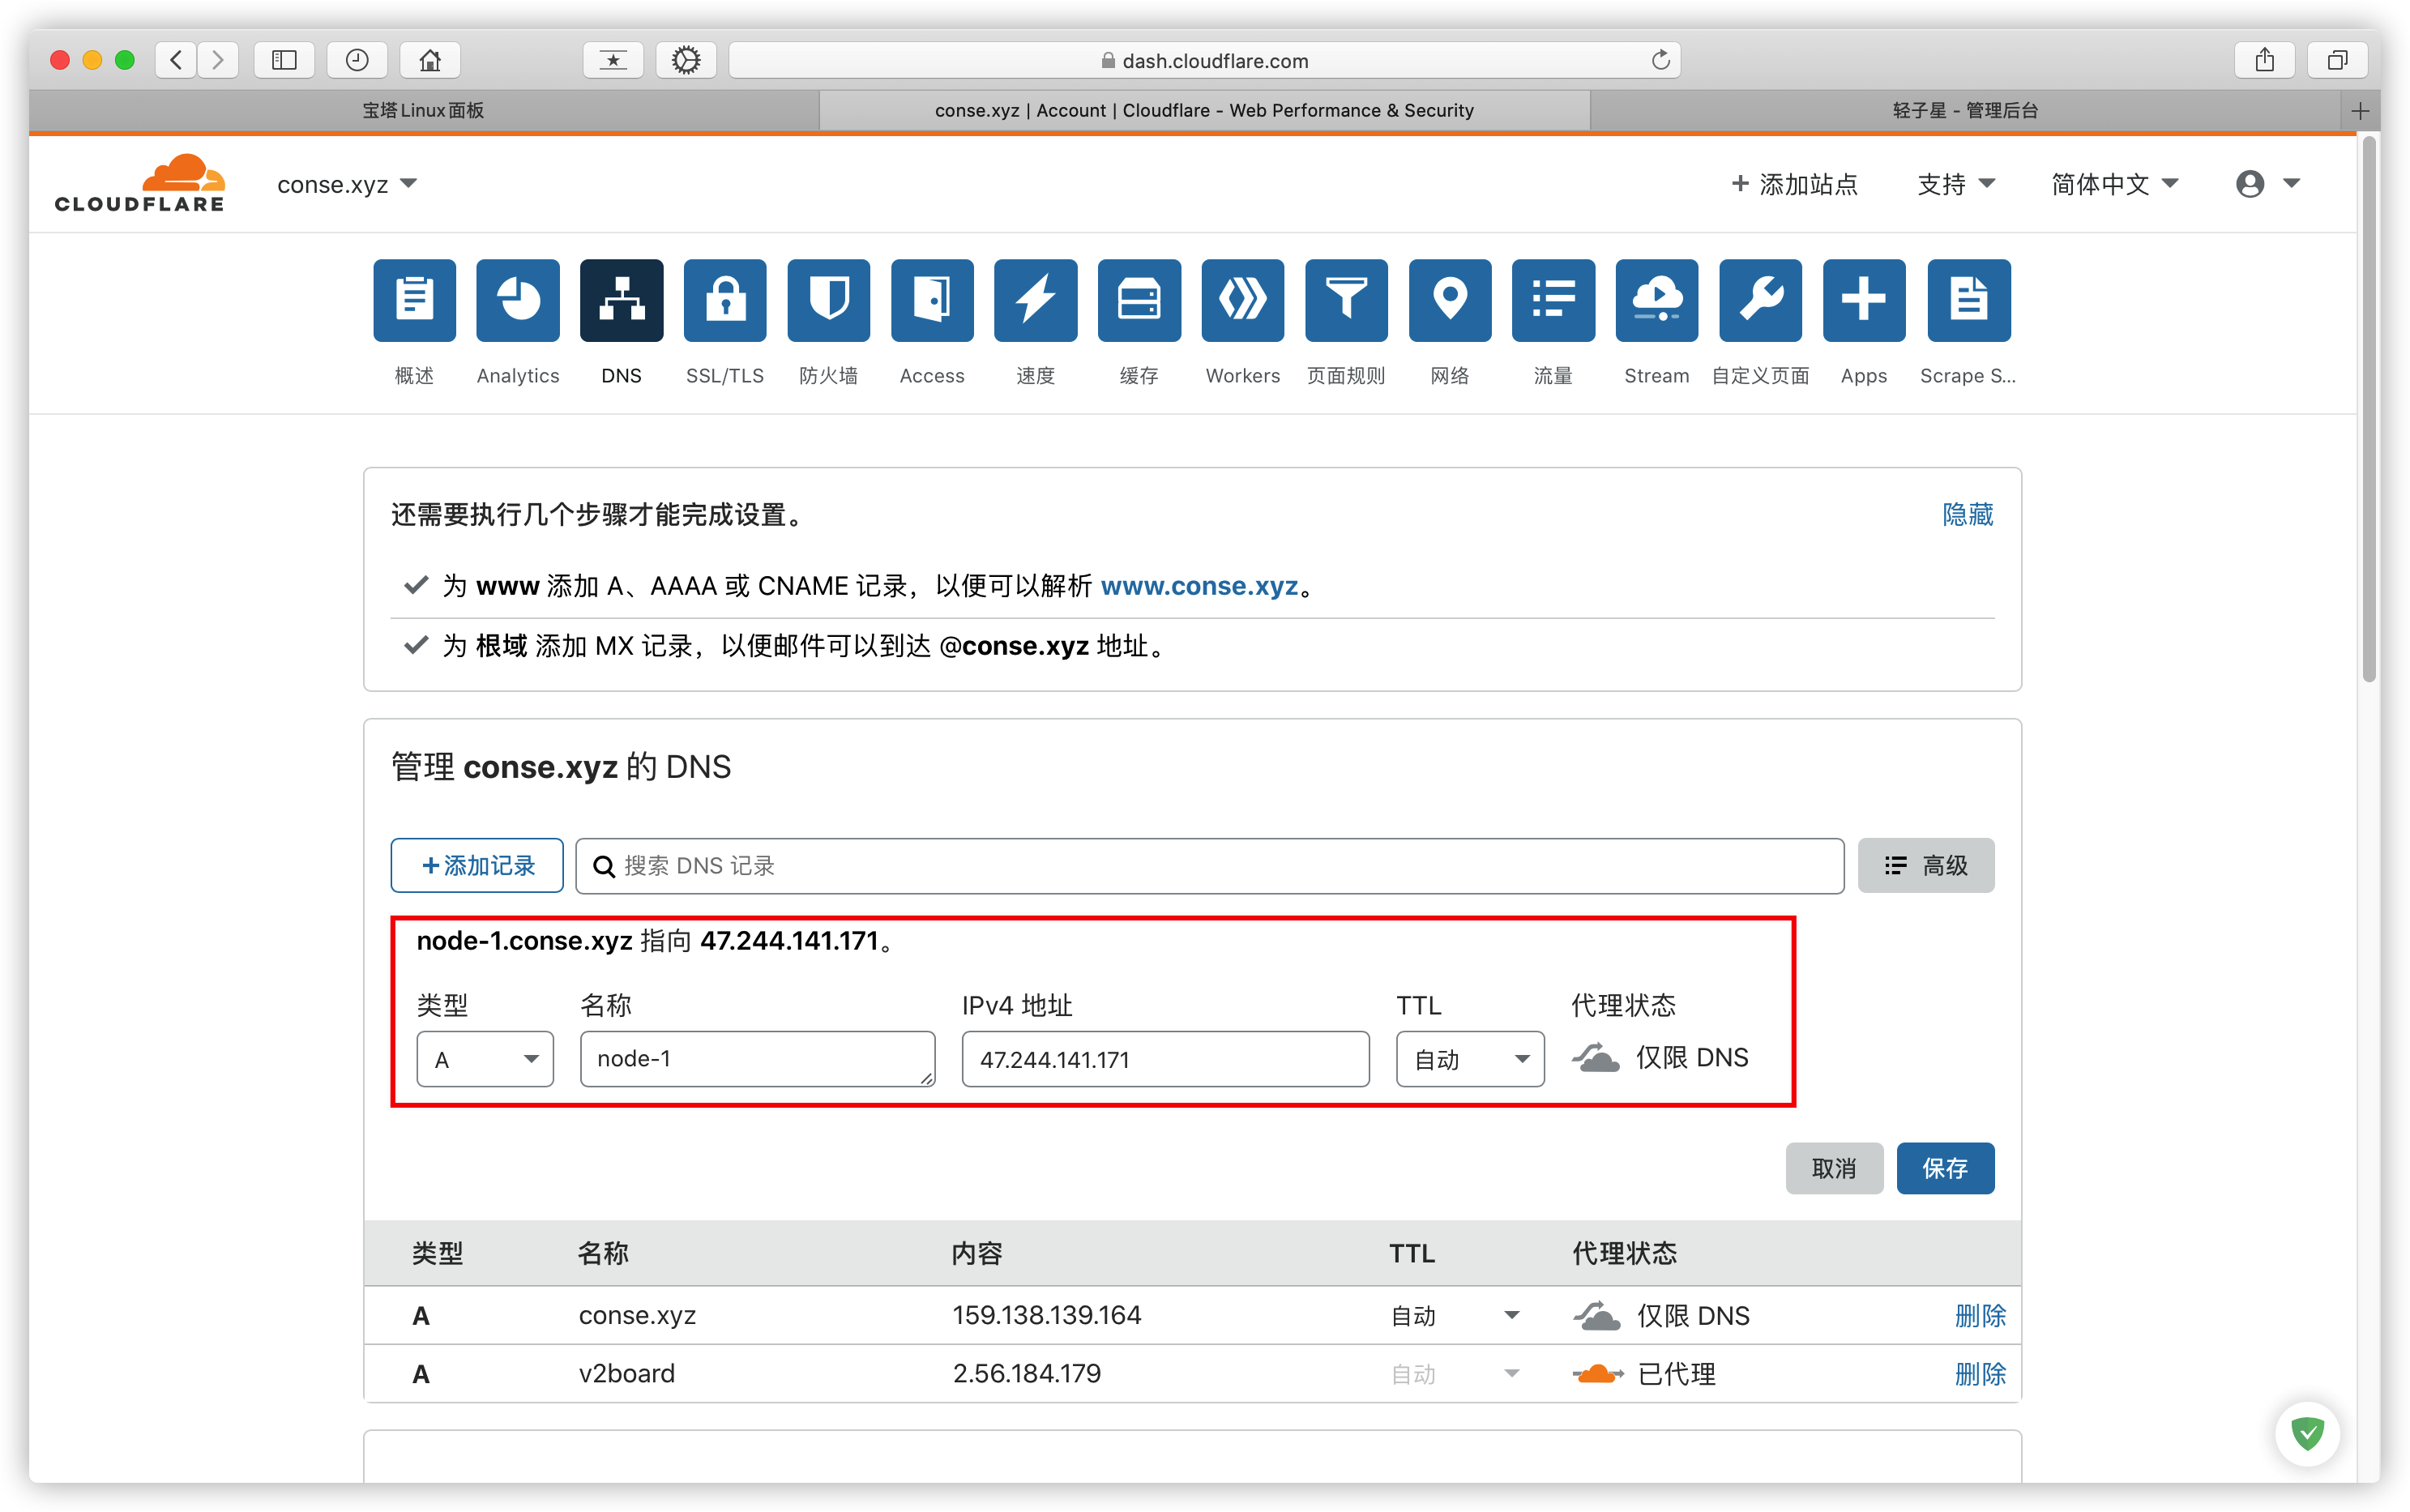 dash.cloudflare.com
宝塔Linux面板
conse.xyz | Account | Cloudflare - Web Performance & Security
轻子星 - 管理后台
CLOUDFLARE
conse.xyz
+ 添加站点
支持
简体中文
概述
Analytics
DNS
SSL/TLS
防火墙
Access
速度
缓存
Workers
页面规则
网络
流量
Stream
自定义页面
Apps
Scrape S...
还需要执行几个步骤才能完成设置。
隐藏
为 www 添加 A、AAAA 或 CNAME 记录，以便可以解析 www.conse.xyz。
为 根域 添加 MX 记录，以便邮件可以到达 @conse.xyz 地址。
管理 conse.xyz 的 DNS
+添加记录
搜索 DNS 记录
高级
node-1.conse.xyz 指向 47.244.141.171。
类型 名称 IPv4 地址 TTL 代理状态
A node-1 47.244.141.171 自动 仅限 DNS
取消 保存
类型 名称 内容 TTL 代理状态
A conse.xyz 159.138.139.164 自动 仅限 DNS 删除
A v2board 2.56.184.179 自动 已代理 删除